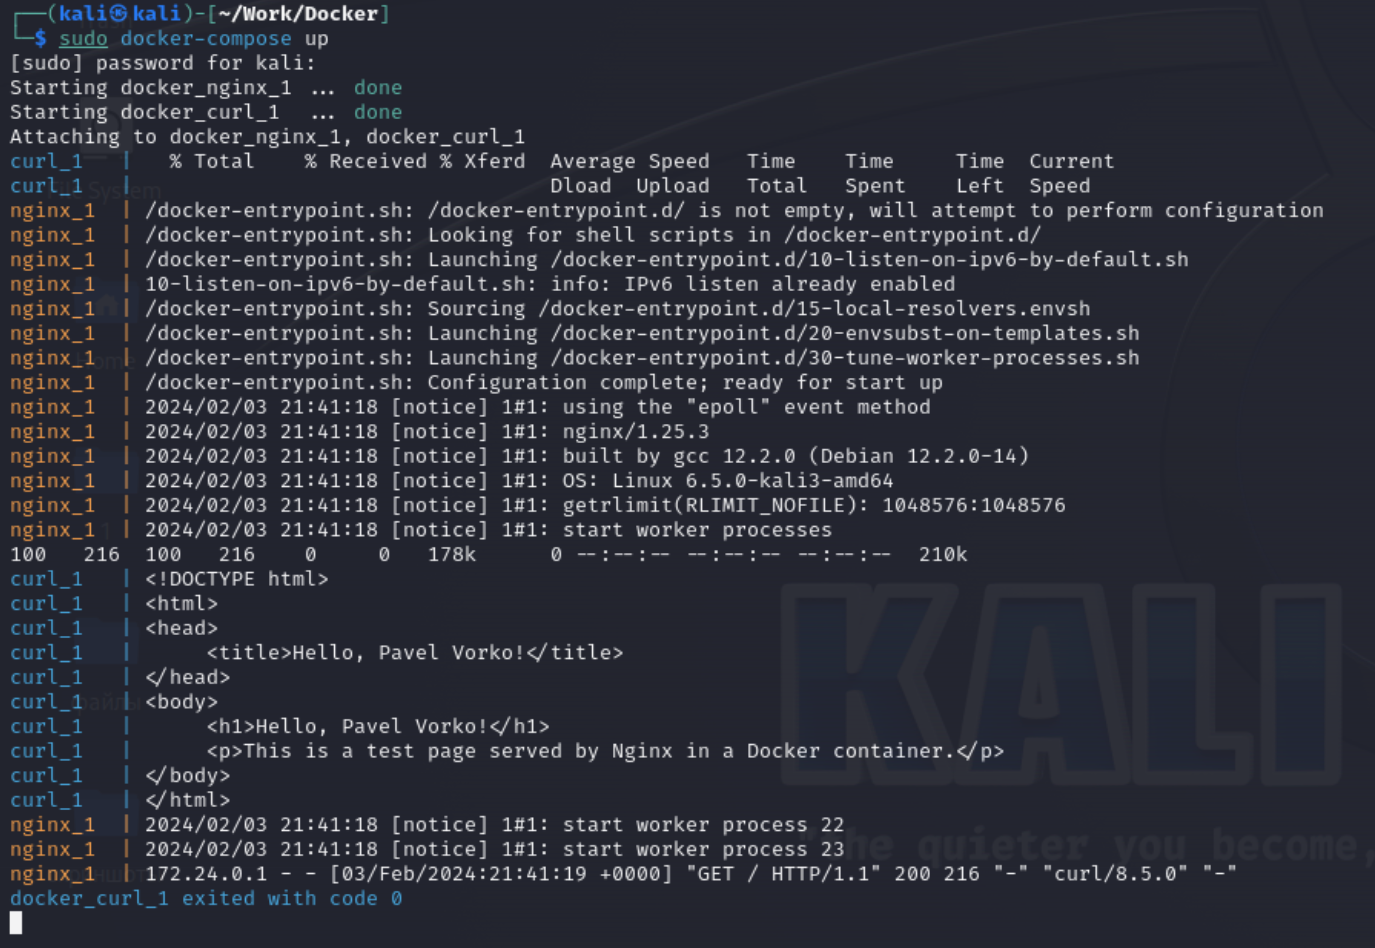 ┌──(kali㉿kali)-[~/Work/Docker]
└─$ sudo docker-compose up
[sudo] password for kali:
Starting docker_nginx_1 ... done
Starting docker_curl_1  ... done
Attaching to docker_nginx_1, docker_curl_1
curl_1   |   % Total    % Received % Xferd  Average Speed   Time    Time     Time  Current
curl_1   |                                  Dload  Upload   Total   Spent    Left  Speed
nginx_1  | /docker-entrypoint.sh: /docker-entrypoint.d/ is not empty, will attempt to perform configuration
nginx_1  | /docker-entrypoint.sh: Looking for shell scripts in /docker-entrypoint.d/
nginx_1  | /docker-entrypoint.sh: Launching /docker-entrypoint.d/10-listen-on-ipv6-by-default.sh
nginx_1  | 10-listen-on-ipv6-by-default.sh: info: IPv6 listen already enabled
nginx_1  | /docker-entrypoint.sh: Sourcing /docker-entrypoint.d/15-local-resolvers.envsh
nginx_1  | /docker-entrypoint.sh: Launching /docker-entrypoint.d/20-envsubst-on-templates.sh
nginx_1  | /docker-entrypoint.sh: Launching /docker-entrypoint.d/30-tune-worker-processes.sh
nginx_1  | /docker-entrypoint.sh: Configuration complete; ready for start up
nginx_1  | 2024/02/03 21:41:18 [notice] 1#1: using the "epoll" event method
nginx_1  | 2024/02/03 21:41:18 [notice] 1#1: nginx/1.25.3
nginx_1  | 2024/02/03 21:41:18 [notice] 1#1: built by gcc 12.2.0 (Debian 12.2.0-14)
nginx_1  | 2024/02/03 21:41:18 [notice] 1#1: OS: Linux 6.5.0-kali3-amd64
nginx_1  | 2024/02/03 21:41:18 [notice] 1#1: getrlimit(RLIMIT_NOFILE): 1048576:1048576
nginx_1  | 2024/02/03 21:41:18 [notice] 1#1: start worker processes
100   216  100   216    0     0   178k      0 --:--:-- --:--:-- --:--:--  210k
curl_1   | <!DOCTYPE html>
curl_1   | <html>
curl_1   | <head>
curl_1   |      <title>Hello, Pavel Vorko!</title>
curl_1   | </head>
curl_1   | <body>
curl_1   |      <h1>Hello, Pavel Vorko!</h1>
curl_1   |      <p>This is a test page served by Nginx in a Docker container.</p>
curl_1   | </body>
curl_1   | </html>
nginx_1  | 2024/02/03 21:41:18 [notice] 1#1: start worker process 22
nginx_1  | 2024/02/03 21:41:18 [notice] 1#1: start worker process 23
nginx_1  | 172.24.0.1 - - [03/Feb/2024:21:41:19 +0000] "GET / HTTP/1.1" 200 216 "-" "curl/8.5.0" "-"
docker_curl_1 exited with code 0
KALI
"the quieter you become,